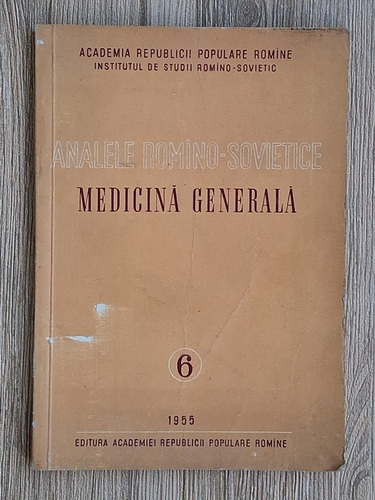 ACADEMIA REPUBLICII POPULARE ROMÎNE
INSTITUTUL DE STUDII ROMÎNO-SOVIETIC
ANALELE ROMÎNO-SOVIETICE
MEDICINĂ GENERALĂ
6
1955
EDITURA ACADEMIEI REPUBLICII POPULARE ROMÎNE